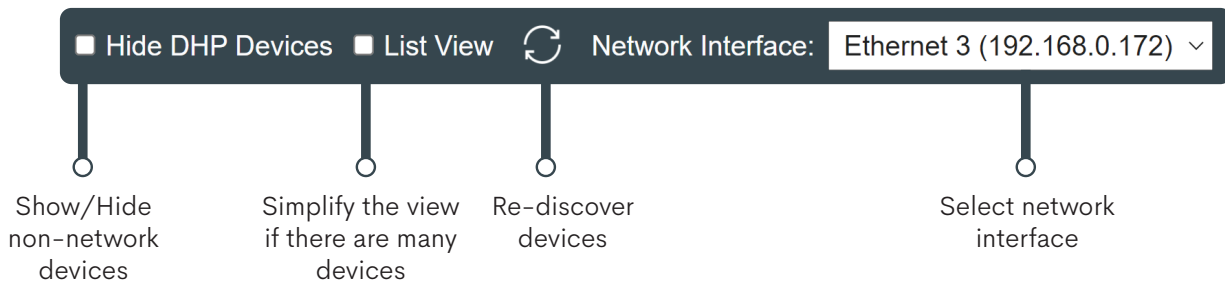 Hide DHP Devices List View Network Interface: Ethernet 3 (192.168.0.172)
Show/Hide
non-network
devices
Simplify the view
if there are many
devices
Re-discover
devices
Select network
interface